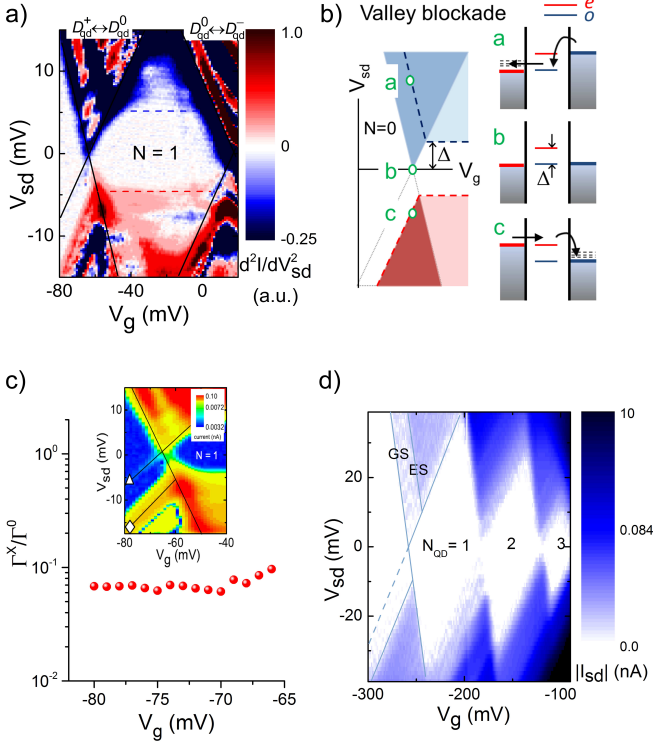 a)
D⁺qd↔D⁰qd
D⁰qd↔D⁻qd
10
0
-10
Vsd (mV)
N = 1
-80
-40
0
Vg (mV)
1.0
0
-0.25
d²I/dV²sd
(a.u.)
b)
Valley blockade
e
o
Vsd
a
N=0
Δ
b
Vg
c
a
b
Δ
c
c)
10⁰
10⁻¹
10⁻²
Γˣ/Γ⁰
-80
-75
-70
-65
Vg (mV)
10
0
-10
Vsd (mV)
0.10
0.0072
0.0032
current (nA)
N = 1
-80
-60
-40
Vg (mV)
d)
20
0
-20
Vsd (mV)
GS
ES
NQD= 1
2
3
-300
-200
-100
Vg (mV)
10
0.084
0.0
|Isd| (nA)